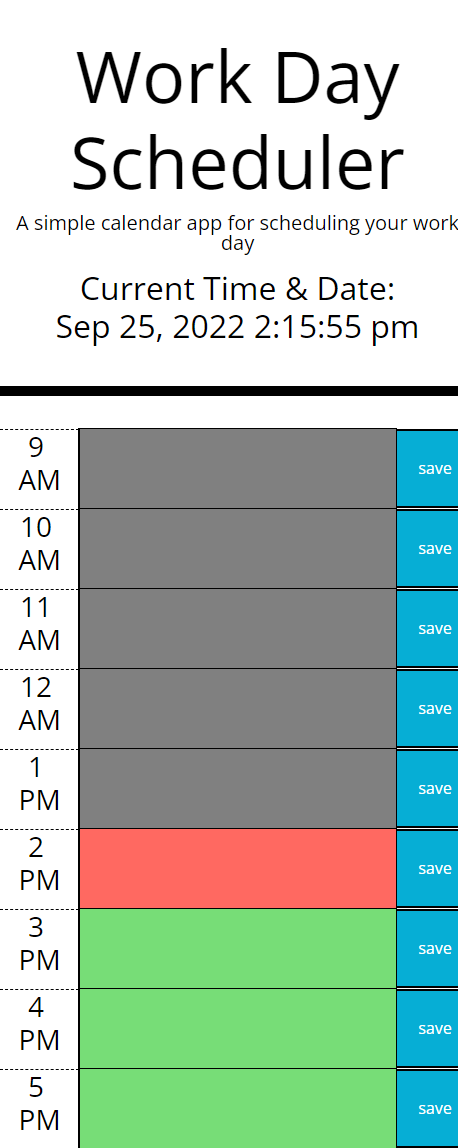 Work Day
Scheduler
A simple calendar app for scheduling your work
day
Current Time & Date:
Sep 25, 2022 2:15:55 pm
9
AM
save
10
AM
save
11
AM
save
12
AM
save
1
PM
save
2
PM
save
3
PM
save
4
PM
save
5
PM
save